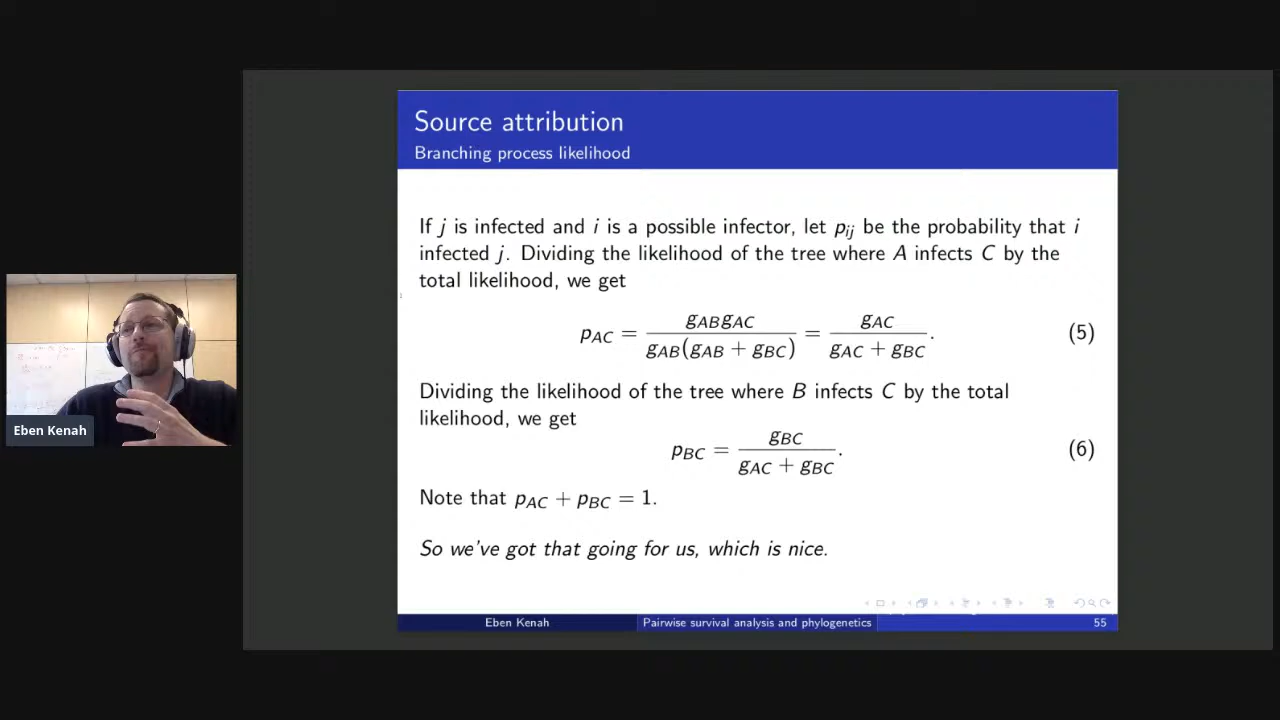 Source attribution
Branching process likelihood
If j is infected and i is a possible infector, let p_ij be the probability that i
infected j. Dividing the likelihood of the tree where A infects C by the
total likelihood, we get
p_AC = g_AB g_AC / g_AB(g_AB + g_BC) = g_AC / g_AC + g_BC . (5)
Dividing the likelihood of the tree where B infects C by the total
likelihood, we get
p_BC = g_BC / g_AC + g_BC . (6)
Note that p_AC + p_BC = 1.
So we've got that going for us, which is nice.
Eben Kenah
Eben Kenah Pairwise survival analysis and phylogenetics 55